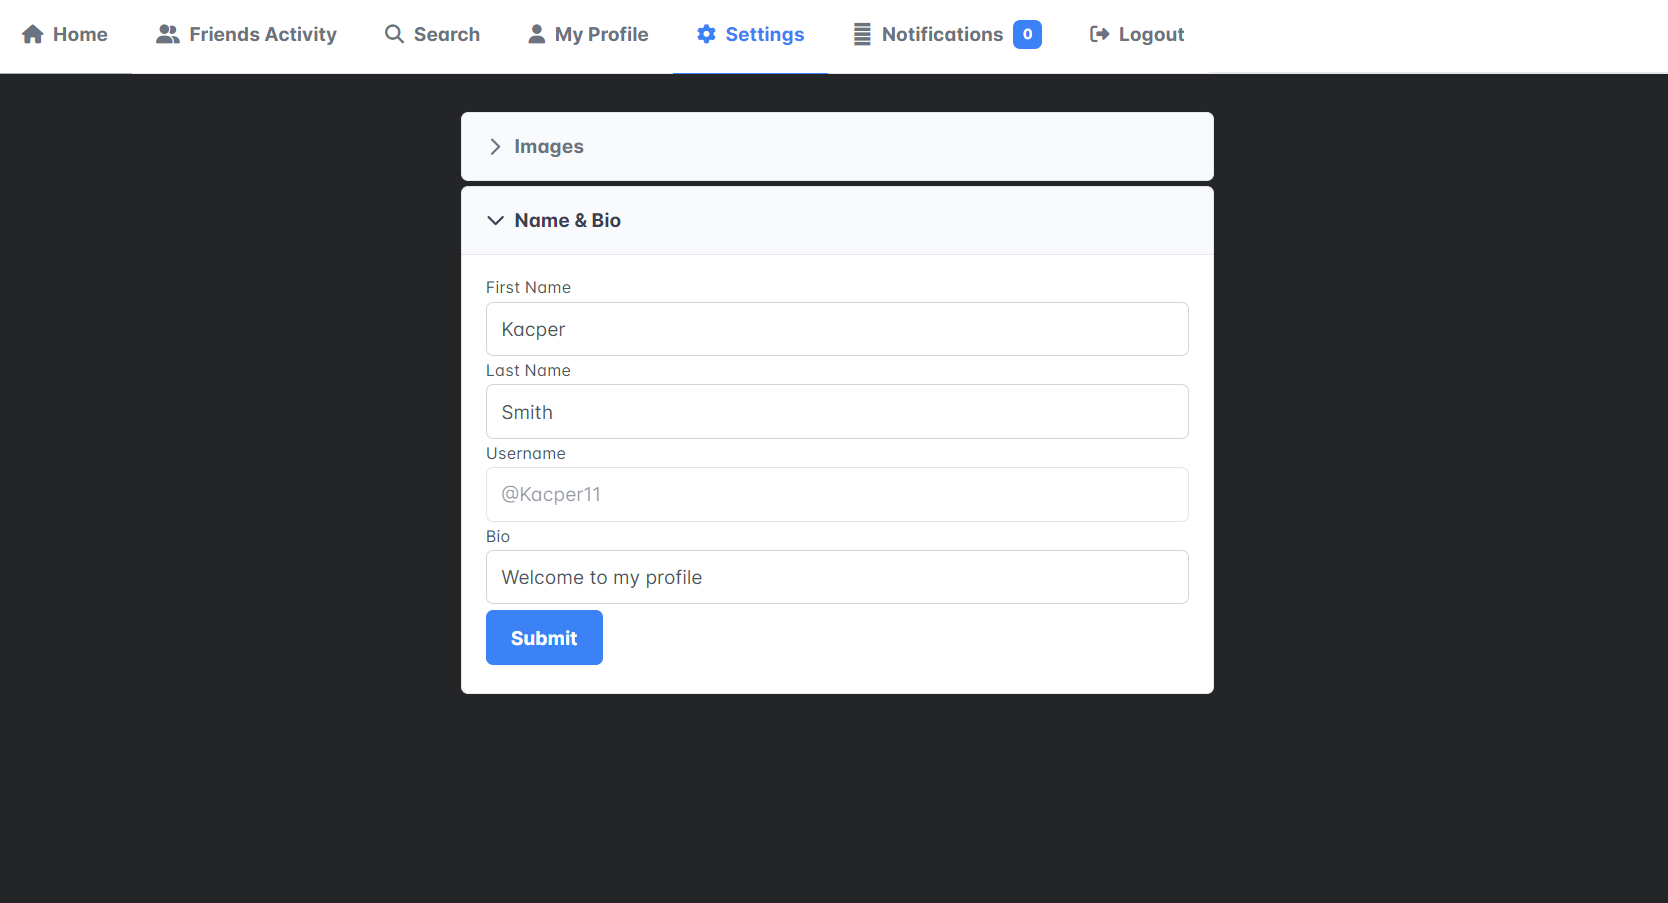 Home Friends Activity Search My Profile Settings Notifications 0 Logout
Images
Name & Bio
First Name
Kacper
Last Name
Smith
Username
@Kacper11
Bio
Welcome to my profile
Submit